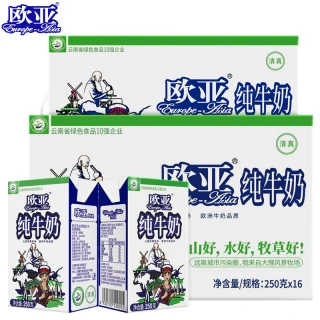 欧亚®
Europe-Asia
云南省绿色食品10强企业
清真
欧亚®
Europe-Asia
纯牛奶
云南省绿色食品10强企业
清真
欧亚®
Europe-Asia
纯牛奶
欧洲牛奶品质
山好，水好，牧草好！
远离城市污染圈，我来自大理风景牧场
净含量/规格：250克x16
欧亚
纯牛奶
欧亚
纯牛奶
250克